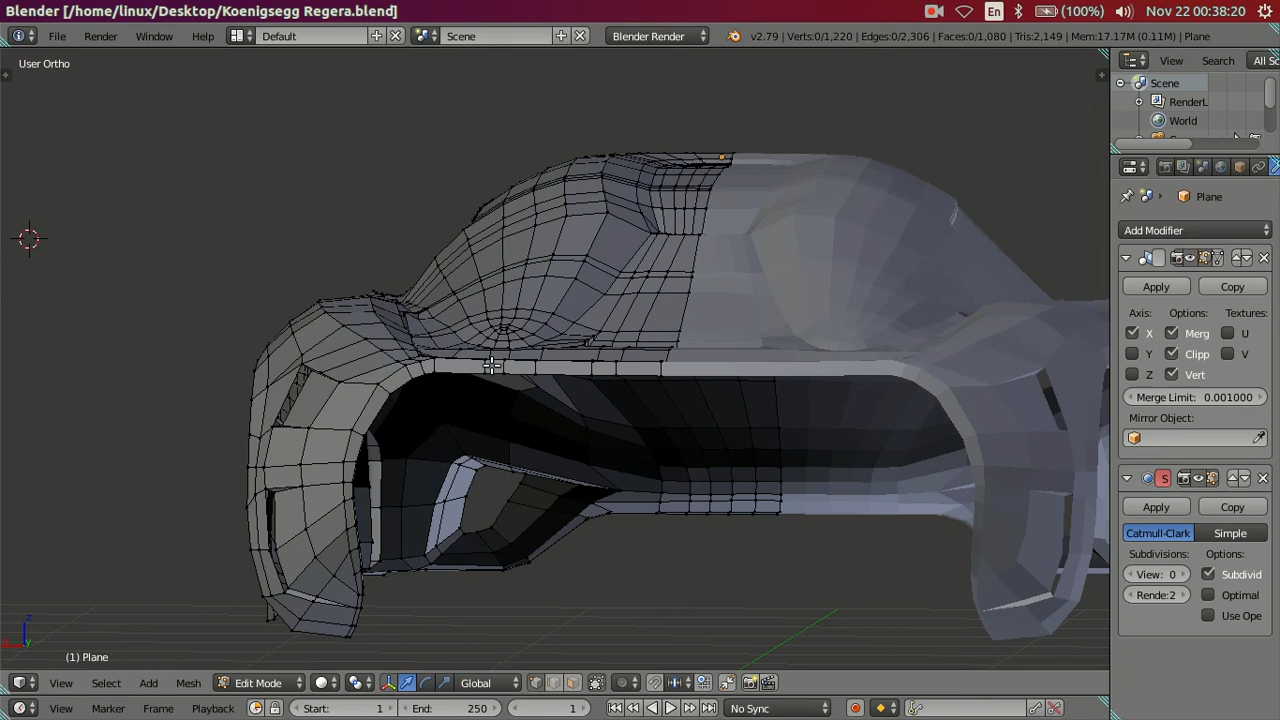 Blender [/home/linux/Desktop/Koenigsegg Regera.blend]
En
(100%)
Nov 22 00:38:20
File
Render
Window
Help
Default
Scene
Blender Render
v2.79 | Verts:0/1,220 | Edges:0/2,306 | Faces:0/1,080 | Tris:2,149 | Mem:17.17M (0.11M) | Plane
User Ortho
View
Search
All Sc
Scene
RenderL
World
Plane
Add Modifier
Apply
Copy
Axis:
Options:
X
Merg
U
Y
Clipp
V
Z
Vert
Merge Limit: 0.001000
Mirror Object:
S
Apply
Copy
Catmull-Clark
Simple
Subdivisions:
Options:
View: 0
Subdivid
Rende:2
Optimal
Use Ope
z
x
y
(1) Plane
View
Select
Add
Mesh
Edit Mode
Global
View
Marker
Frame
Playback
Start:
1
End:
250
1
No Sync